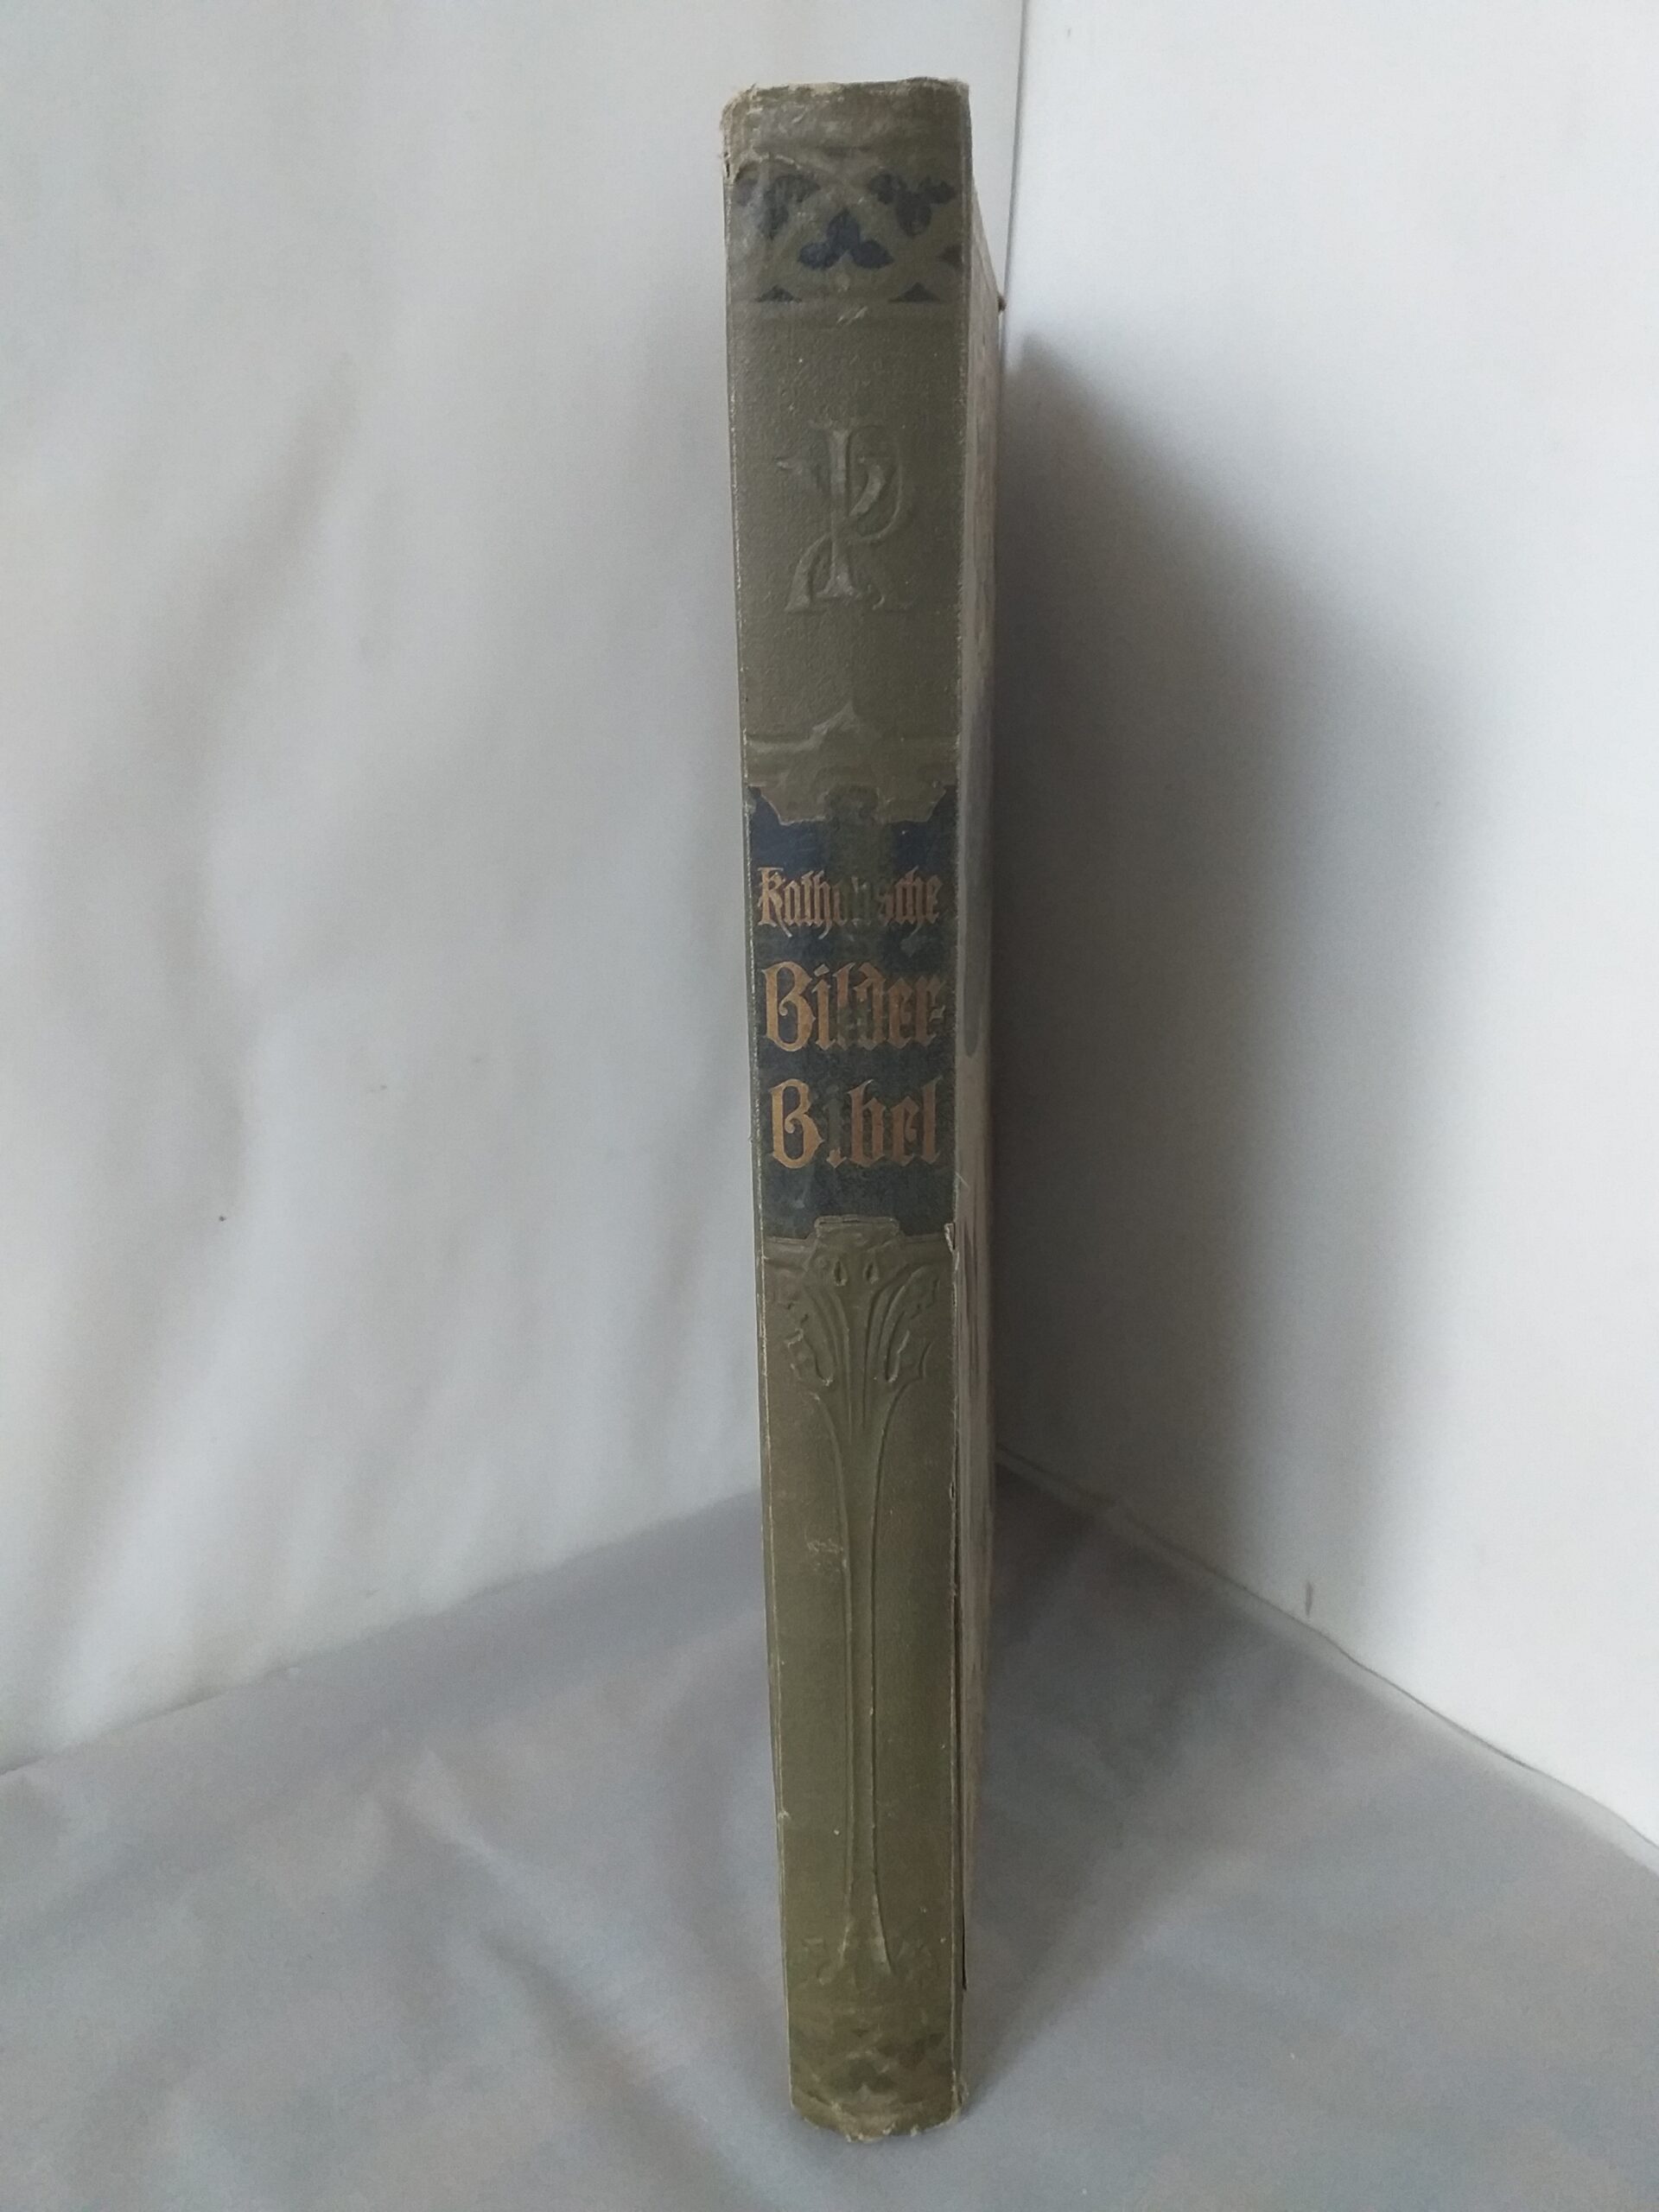 Katholische
Bilder-
Bibel